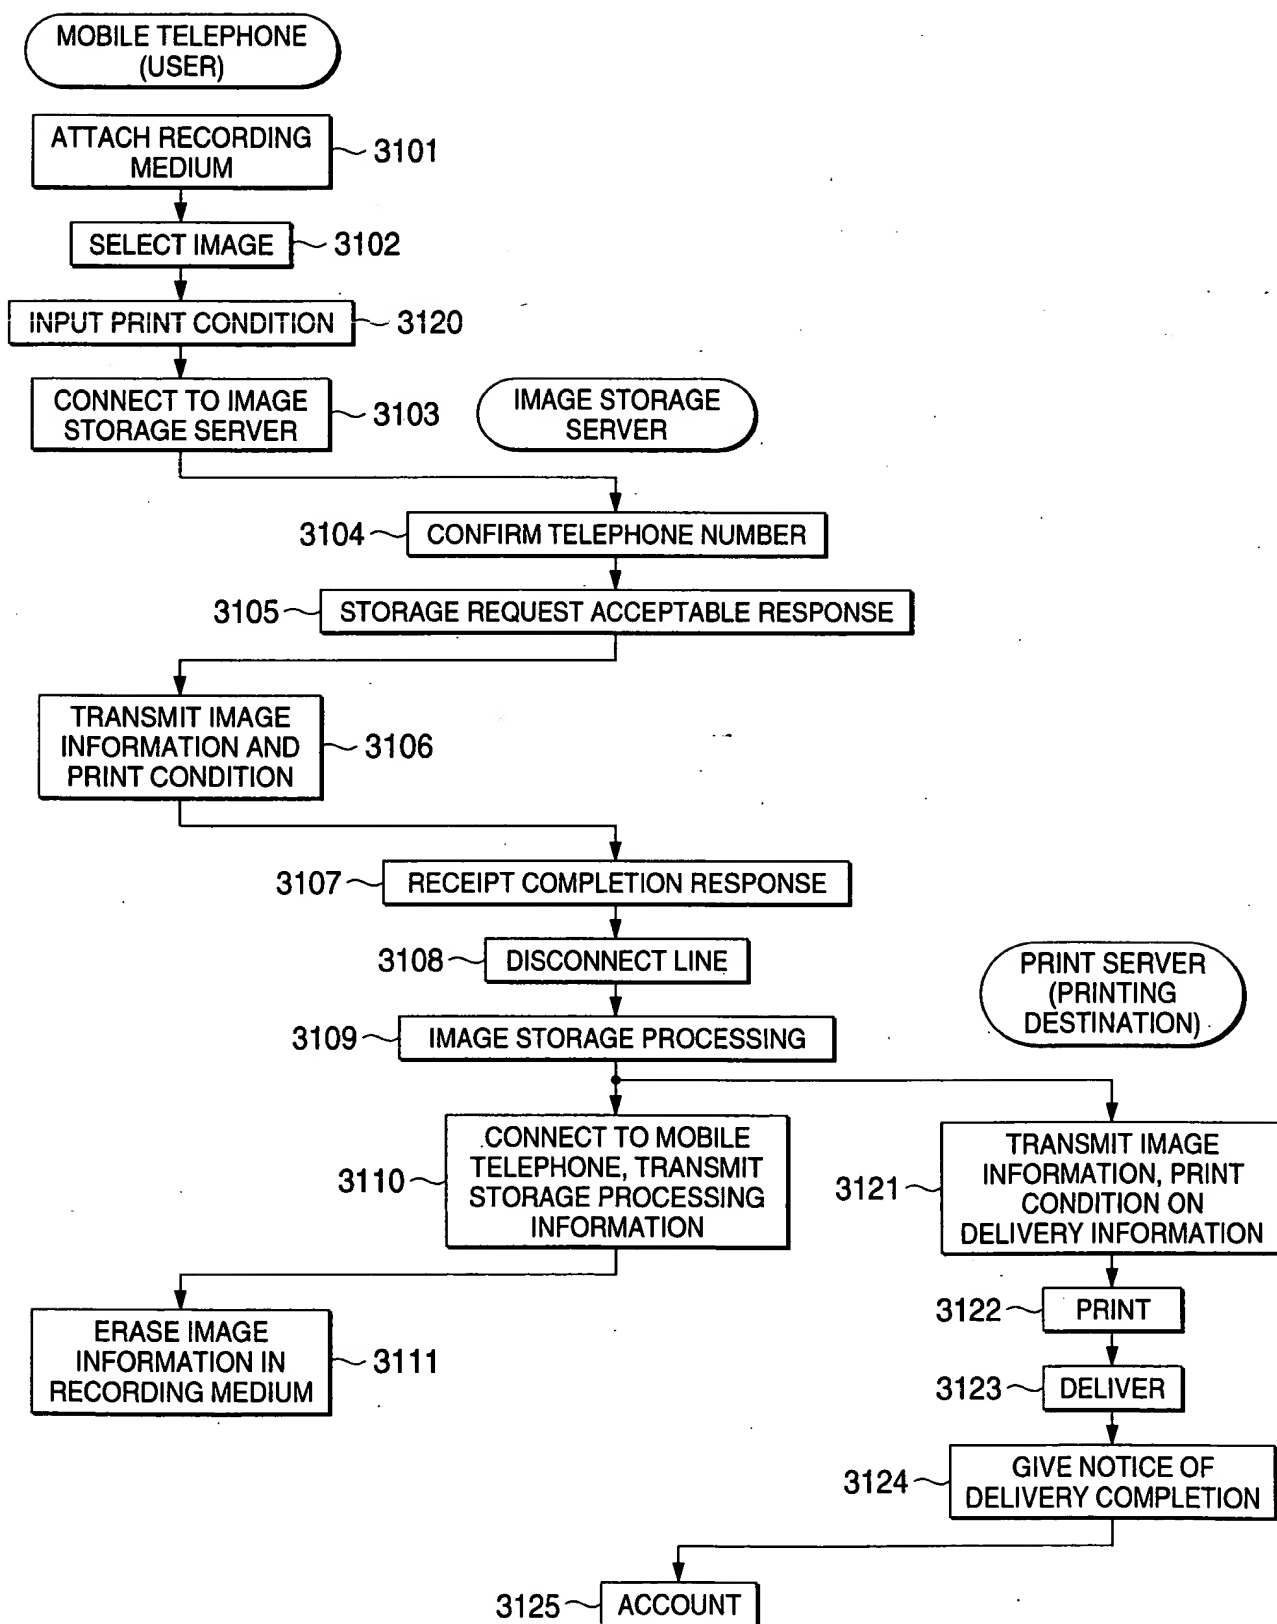 MOBILE TELEPHONE
(USER)
ATTACH RECORDING
MEDIUM
3101
SELECT IMAGE
3102
INPUT PRINT CONDITION
3120
CONNECT TO IMAGE
STORAGE SERVER
3103
IMAGE STORAGE
SERVER
3104
CONFIRM TELEPHONE NUMBER
3105
STORAGE REQUEST ACCEPTABLE RESPONSE
TRANSMIT IMAGE
INFORMATION AND
PRINT CONDITION
3106
3107
RECEIPT COMPLETION RESPONSE
3108
DISCONNECT LINE
3109
IMAGE STORAGE PROCESSING
PRINT SERVER
(PRINTING
DESTINATION)
3110
CONNECT TO MOBILE
TELEPHONE, TRANSMIT
STORAGE PROCESSING
INFORMATION
3121
TRANSMIT IMAGE
INFORMATION, PRINT
CONDITION ON
DELIVERY INFORMATION
ERASE IMAGE
INFORMATION IN
RECORDING MEDIUM
3111
3122
PRINT
3123
DELIVER
3124
GIVE NOTICE OF
DELIVERY COMPLETION
3125
ACCOUNT